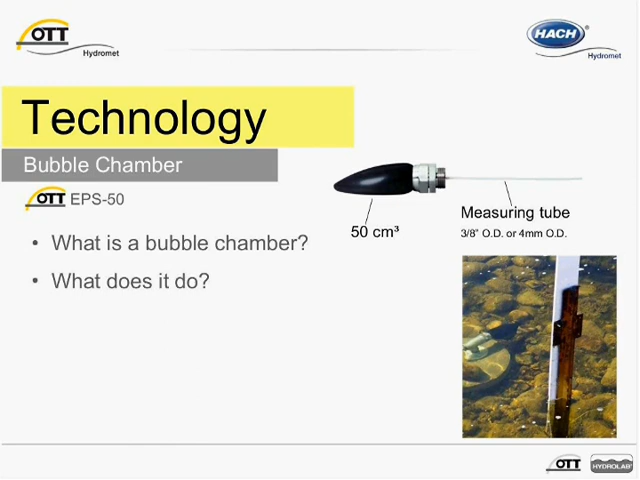 OTT
Hydromet
HACH®
Hydromet
Technology
Bubble Chamber
OTT EPS-50
• What is a bubble chamber?
• What does it do?
50 cm³
Measuring tube
3/8" O.D. or 4mm O.D.
OTT
HYDROLAB